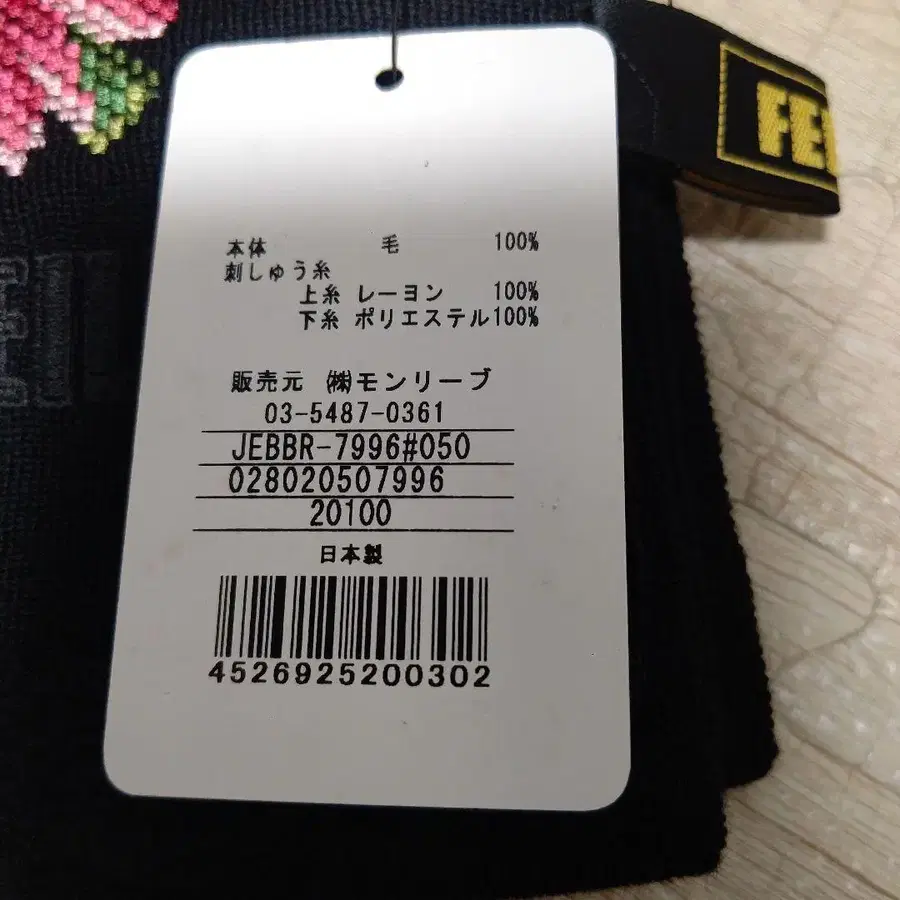 FE
本体 毛 100%
刺しゅう糸
上糸 レーヨン 100%
下糸 ポリエステル100%
販売元 ㈱モンリーブ
03-5487-0361
JEBBR-7996#050
028020507996
20100
日本製
4526925200302